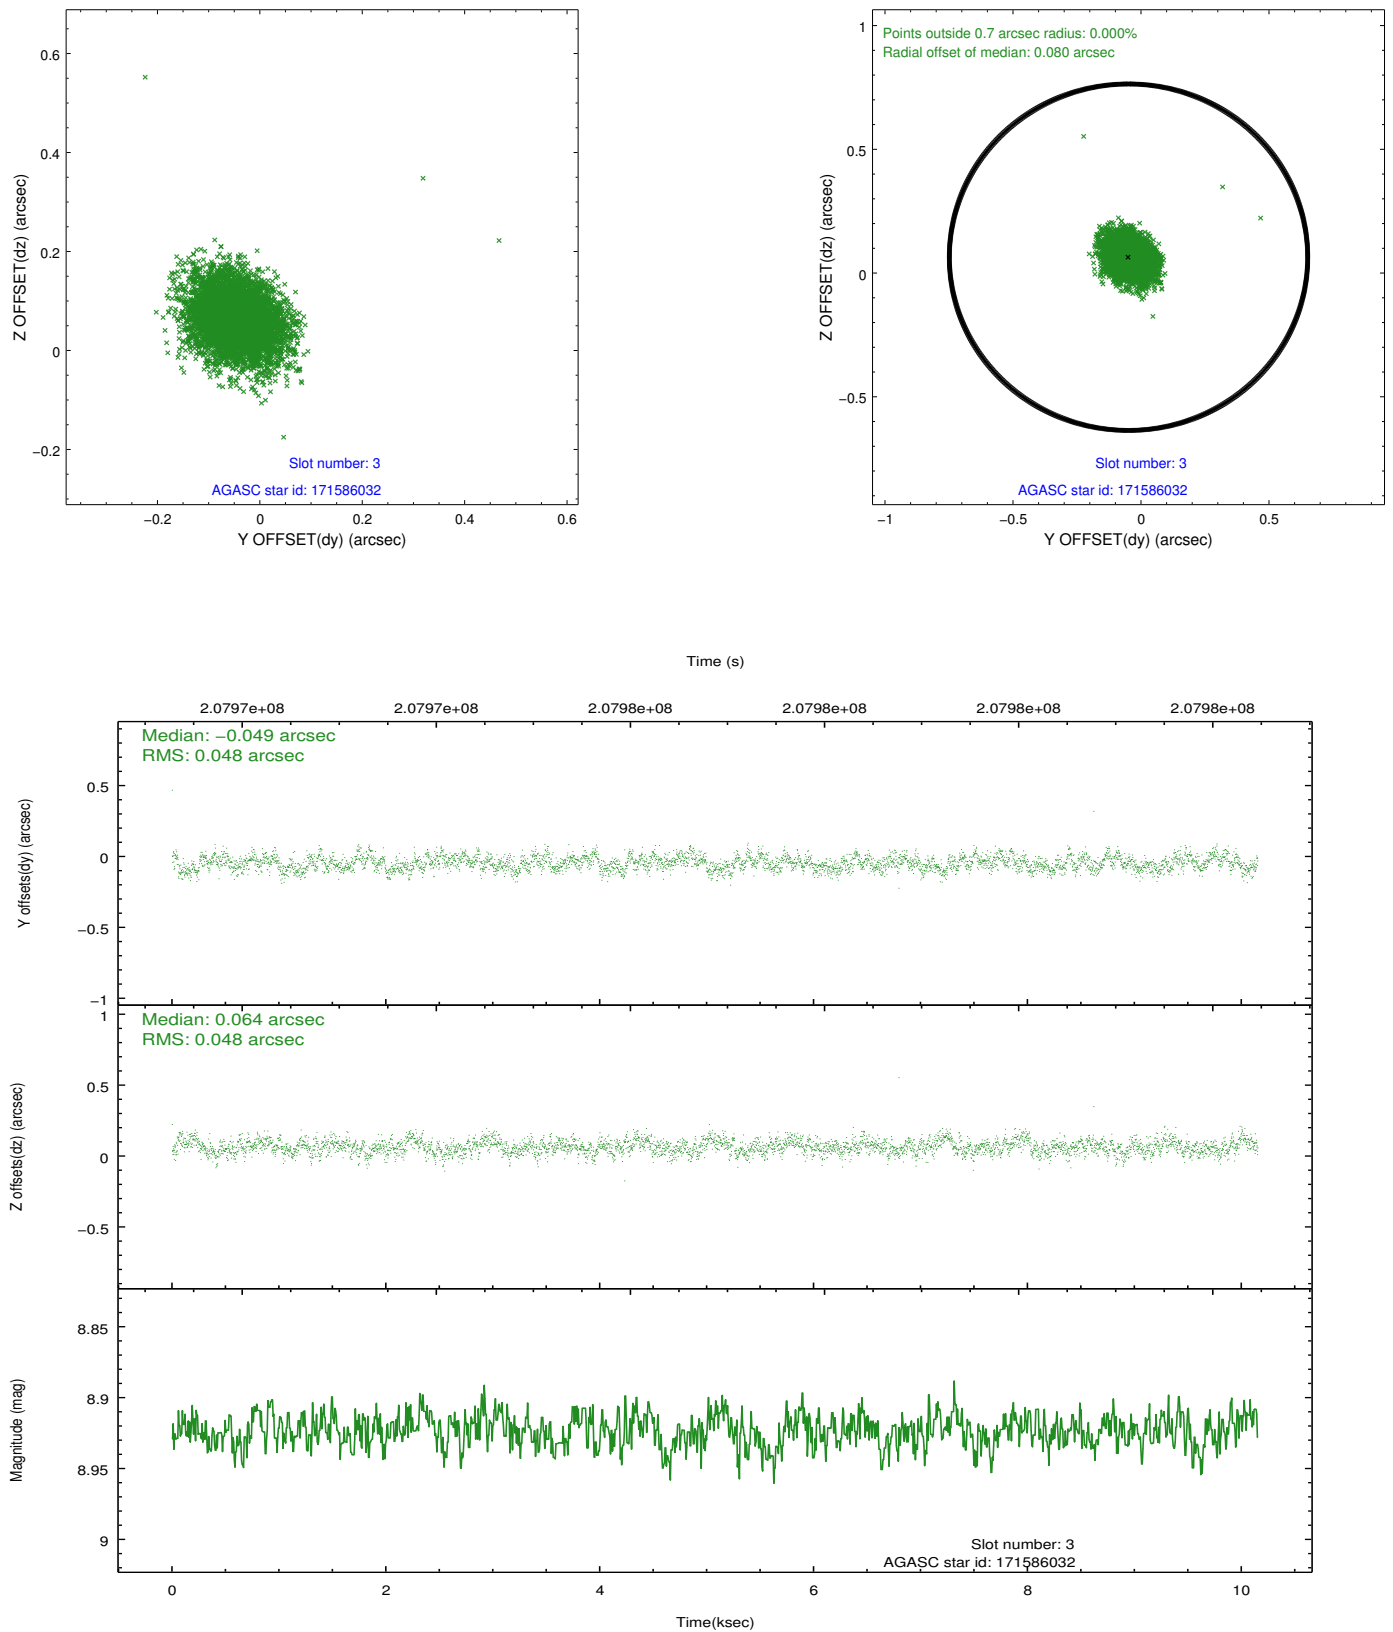 0.6
0.4
0.2
0
−0.2
Z OFFSET(dz) (arcsec)
Slot number: 3
AGASC star id: 171586032
−0.2 0 0.2 0.4 0.6
Y OFFSET(dy) (arcsec)
Points outside 0.7 arcsec radius: 0.000%
Radial offset of median: 0.080 arcsec
1
0.5
0
−0.5
Z OFFSET(dz) (arcsec)
Slot number: 3
AGASC star id: 171586032
−1 −0.5 0 0.5
Y OFFSET(dy) (arcsec)
Time (s)
2.0797e+08 2.0797e+08 2.0798e+08 2.0798e+08 2.0798e+08 2.0798e+08
Median: −0.049 arcsec
RMS: 0.048 arcsec
0.5
0
−0.5
−1
Y offsets(dy) (arcsec)
Median: 0.064 arcsec
RMS: 0.048 arcsec
1
0.5
0
−0.5
Z offsets(dz) (arcsec)
8.85
8.9
8.95
9
Magnitude (mag)
Slot number: 3
AGASC star id: 171586032
0 2 4 6 8 10
Time(ksec)